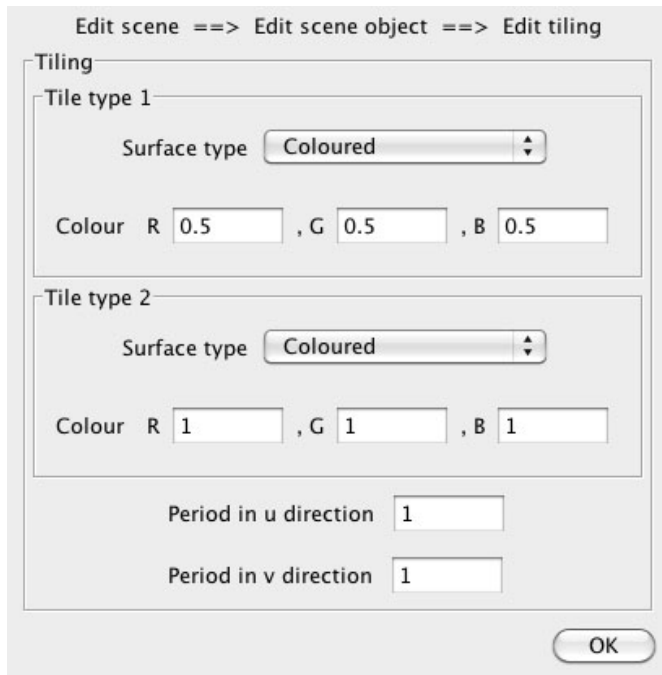 Edit scene ==> Edit scene object ==> Edit tiling
Tiling
Tile type 1
Surface type Coloured
Colour R 0.5 , G 0.5 , B 0.5
Tile type 2
Surface type Coloured
Colour R 1 , G 1 , B 1
Period in u direction 1
Period in v direction 1
OK